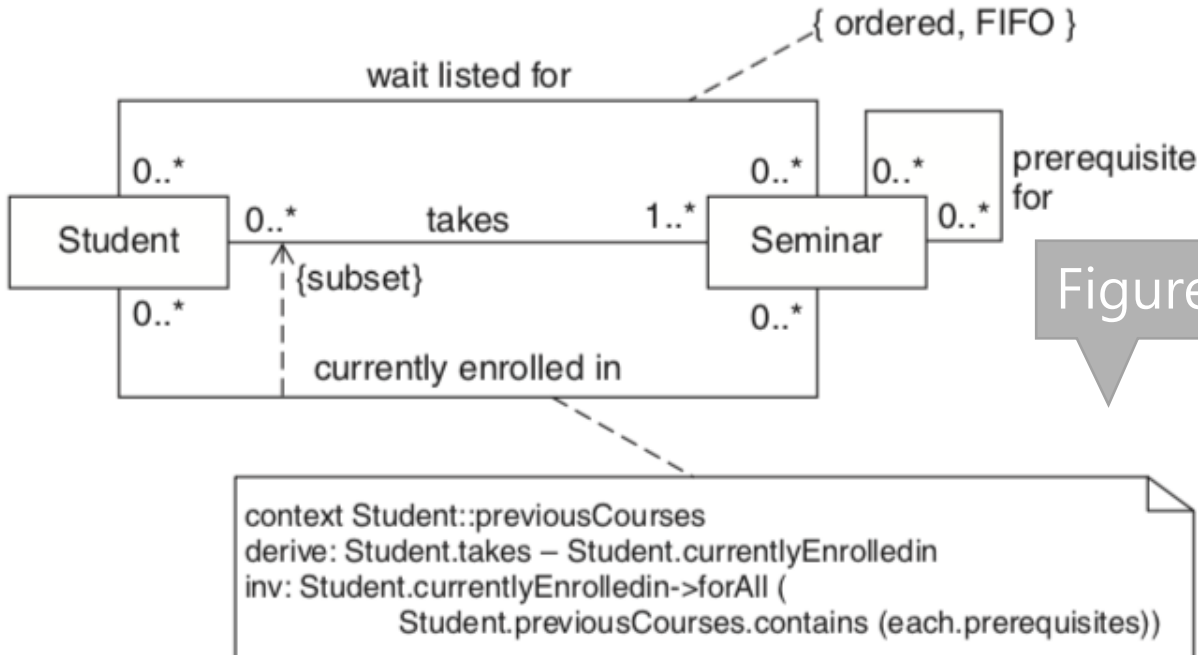 { ordered, FIFO }
wait listed for
0..*
0..*
0..*
prerequisite
for
0..*
0..*
takes
1..*
Student
Seminar
{subset}
0..*
0..*
currently enrolled in
Figure
context Student::previousCourses
derive: Student.takes – Student.currentlyEnrolledin
inv: Student.currentlyEnrolledin->forAll (
Student.previousCourses.contains (each.prerequisites))